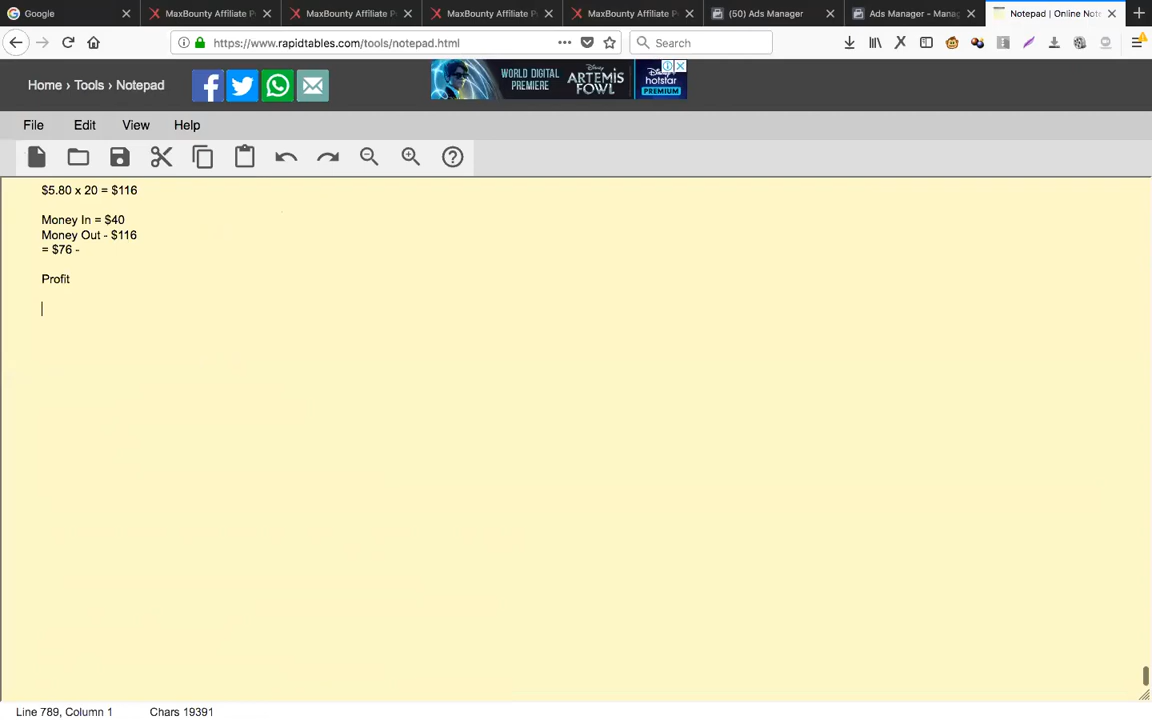 Google
MaxBounty Affiliate P
MaxBounty Affiliate P
MaxBounty Affiliate P
MaxBounty Affiliate P
(50) Ads Manager
Ads Manager - Manag
Notepad | Online Note
https://www.rapidtables.com/tools/notepad.html
Search
Home › Tools › Notepad
WORLD DIGITAL
PREMIERE
ARTEMIS
FOWL
Disney+
hotstar
PREMIUM
File
Edit
View
Help
$5.80 x 20 = $116
Money In = $40
Money Out - $116
= $76 -
Profit
Line 789, Column 1
Chars 19391